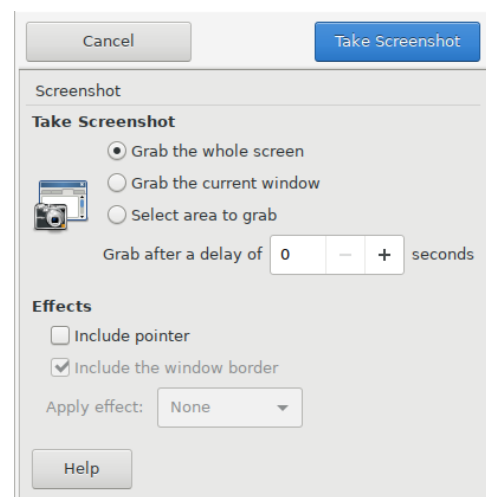 Cancel Take Screenshot
Screenshot
Take Screenshot
Grab the whole screen
Grab the current window
Select area to grab
Grab after a delay of 0 − + seconds
Effects
Include pointer
Include the window border
Apply effect: None
Help